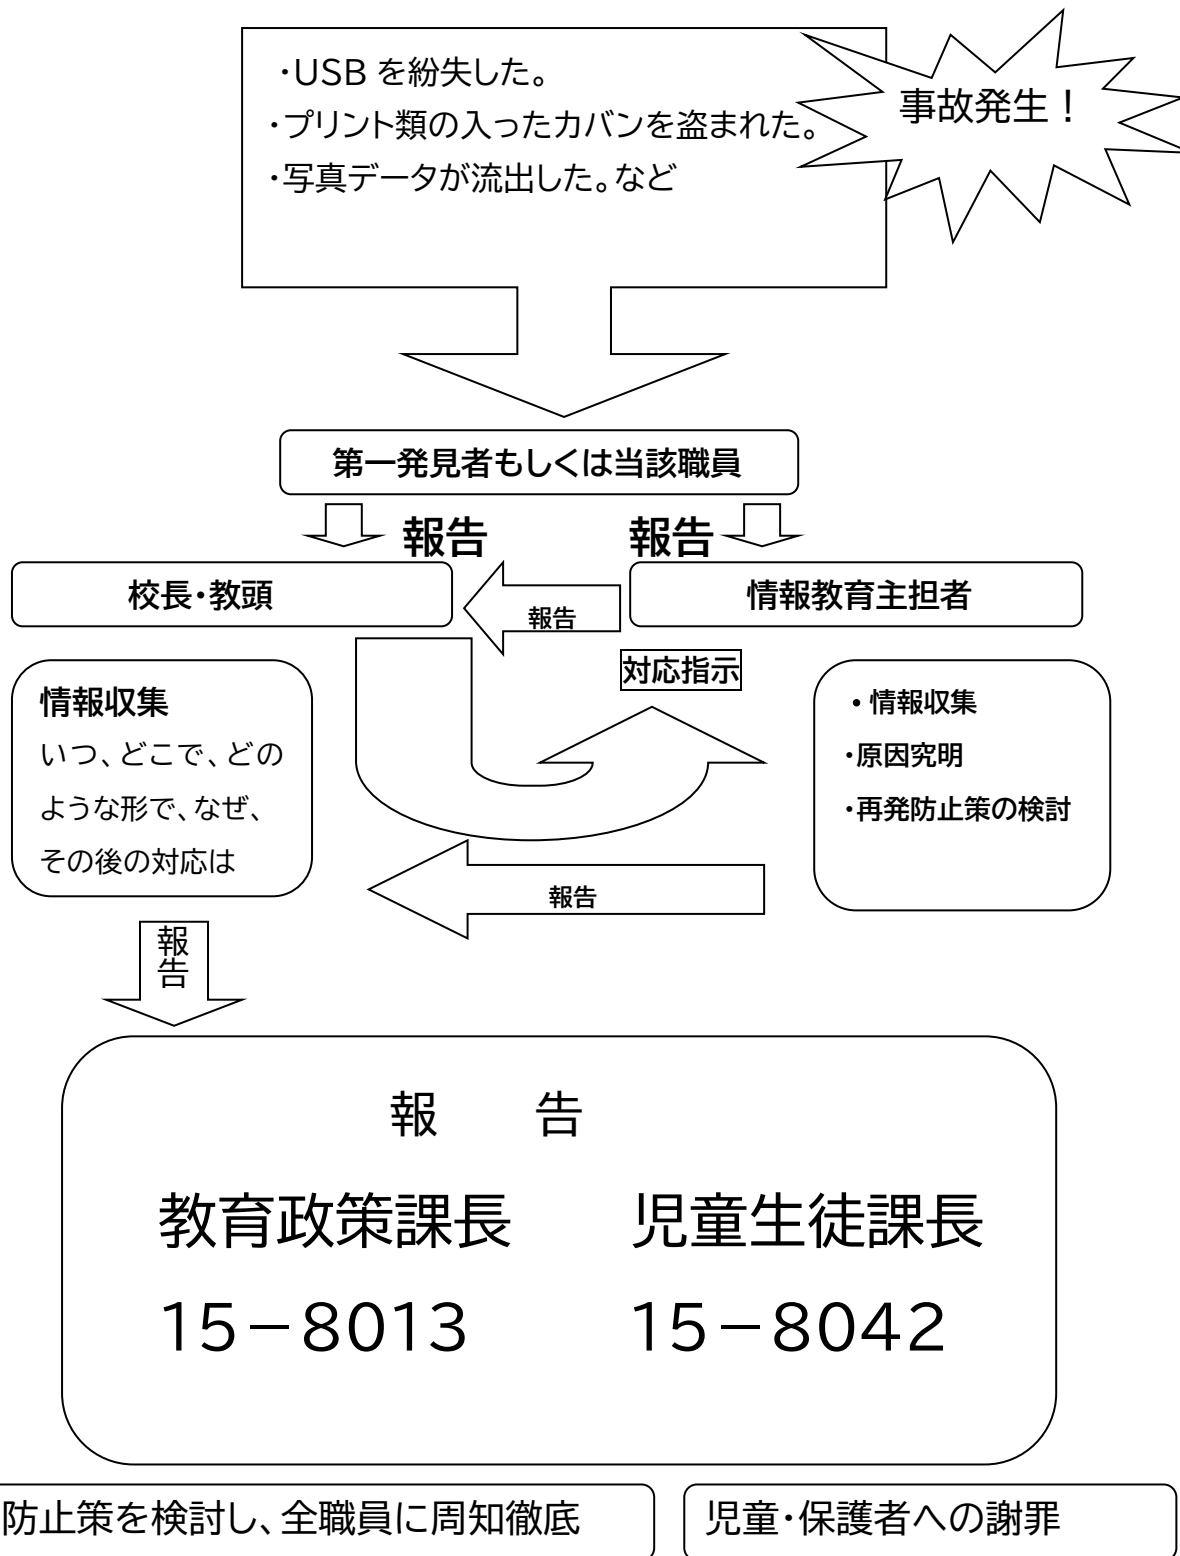 ・USB を紛失した。
・プリント類の入ったカバンを盗まれた。
・写真データが流出した。など
事故発生！
第一発見者もしくは当該職員
報告
報告
校長・教頭
報告
情報教育主担者
対応指示
情報収集
いつ、どこで、どの
ような形で、なぜ、
その後の対応は
・情報収集
・原因究明
・再発防止策の検討
報告
報告
報　告
教育政策課長　児童生徒課長
15－8013　15－8042
防止策を検討し、全職員に周知徹底
児童・保護者への謝罪